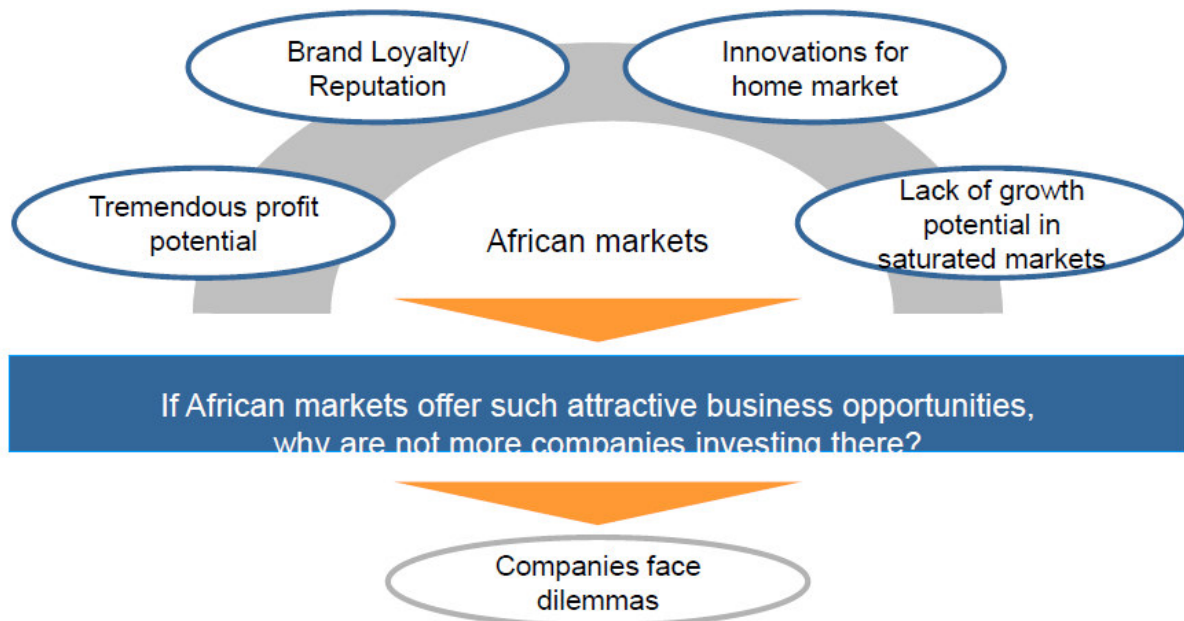 Brand Loyalty/
Reputation
Innovations for
home market
Tremendous profit
potential
Lack of growth
potential in
saturated markets
African markets
If African markets offer such attractive business opportunities,
why are not more companies investing there?
Companies face
dilemmas